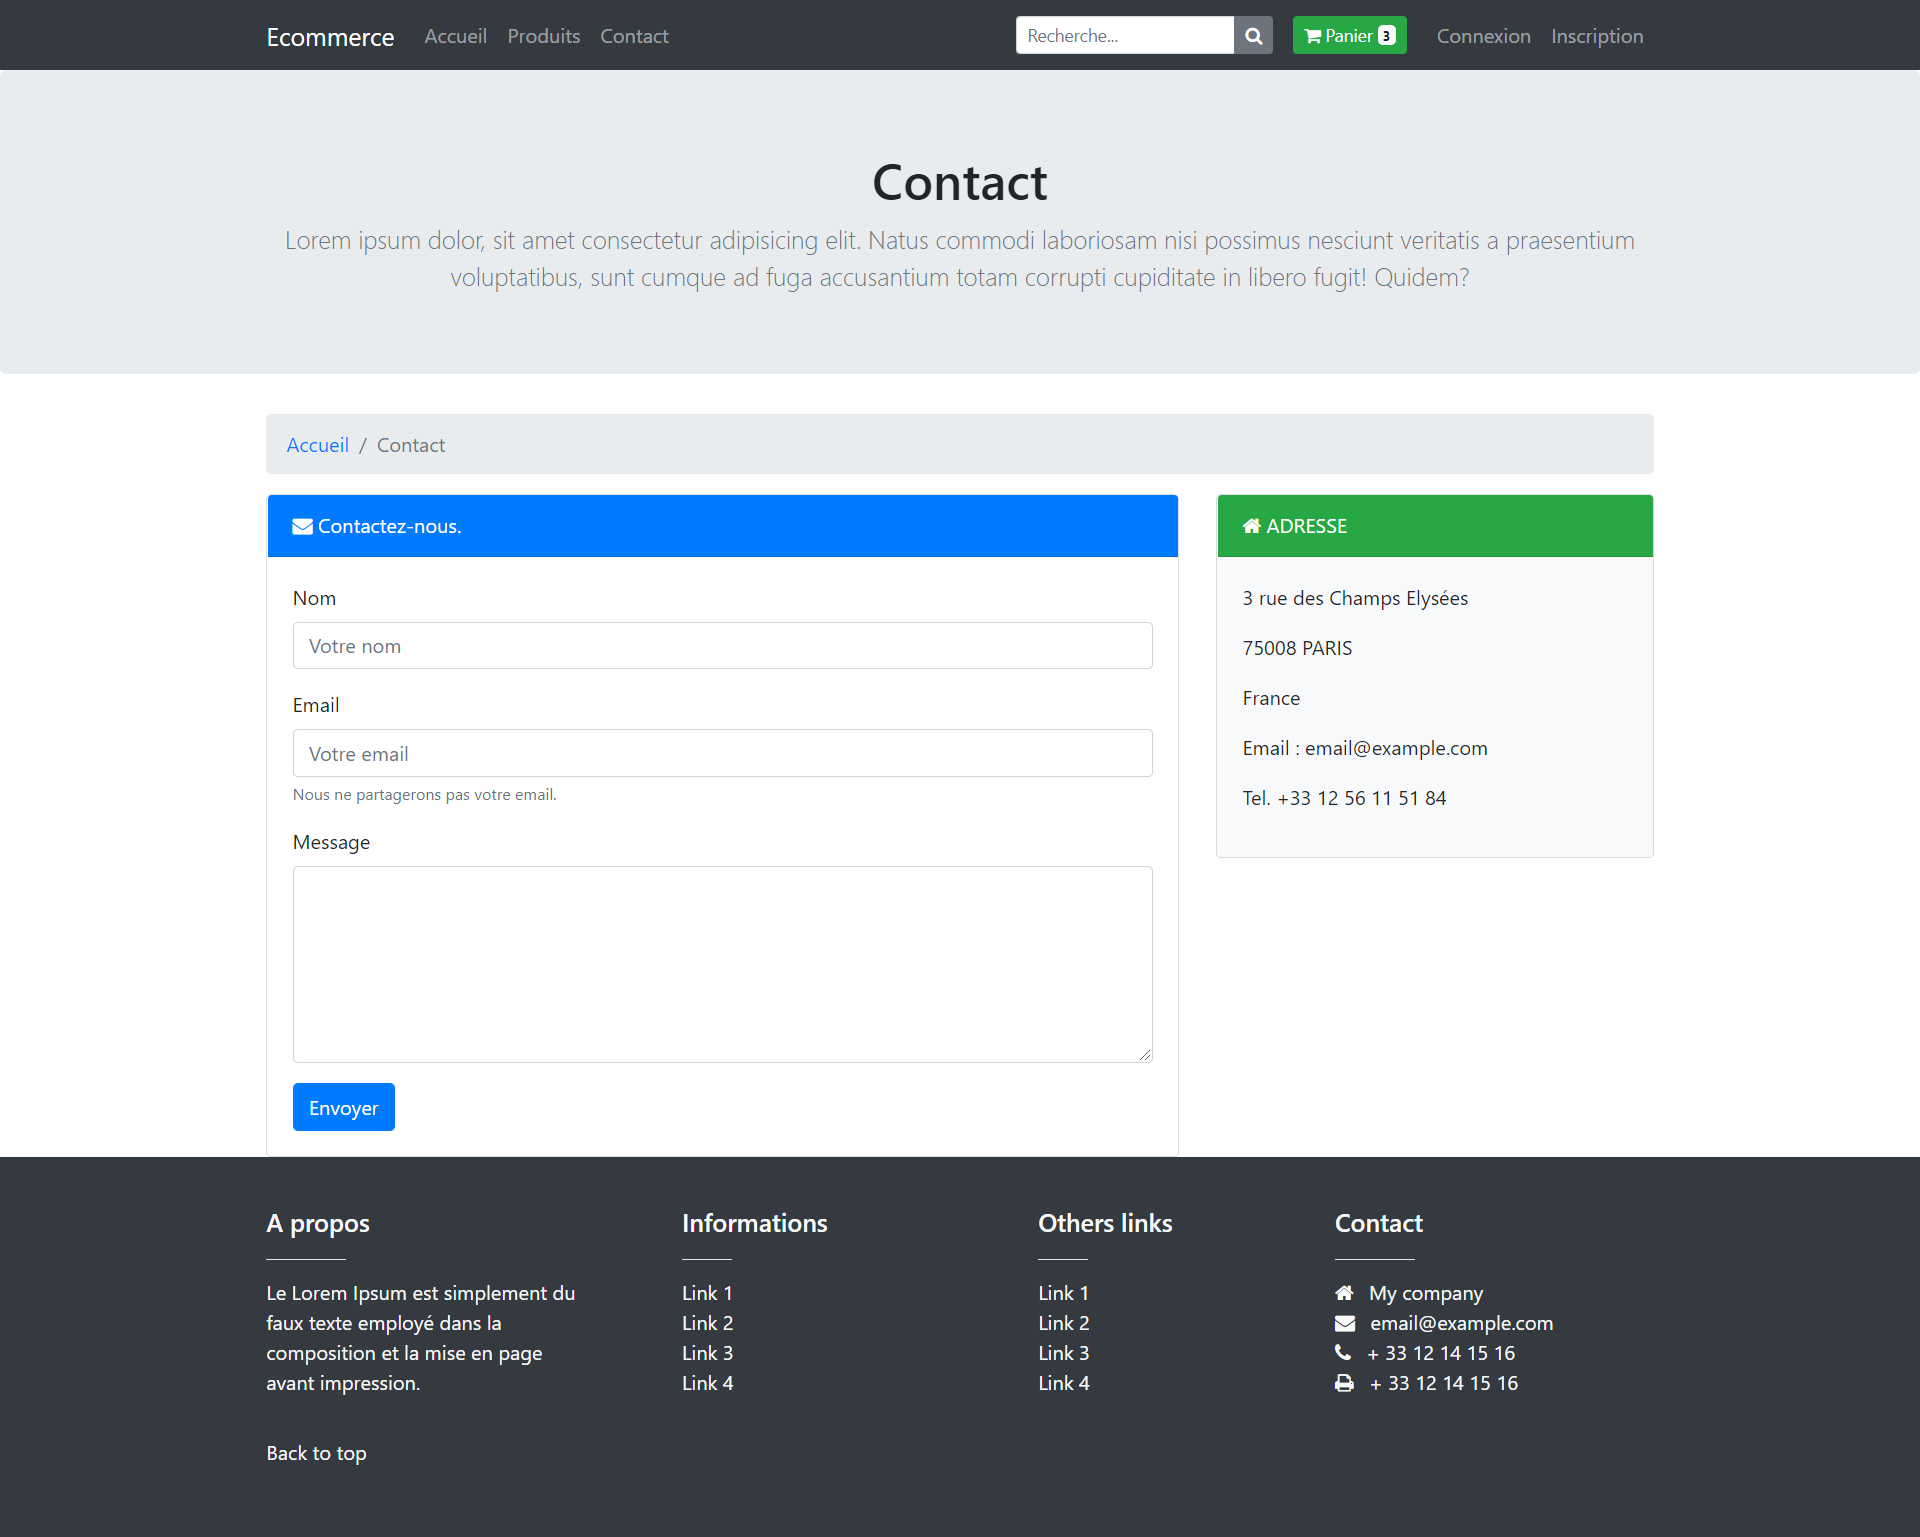 Ecommerce Accueil Produits Contact Recherche... Panier 3 Connexion Inscription
Contact
Lorem ipsum dolor, sit amet consectetur adipisicing elit. Natus commodi laboriosam nisi possimus nesciunt veritatis a praesentium
voluptatibus, sunt cumque ad fuga accusantium totam corrupti cupiditate in libero fugit! Quidem?
Accueil / Contact
Contactez-nous.
Nom
Votre nom
Email
Votre email
Nous ne partagerons pas votre email.
Message
Envoyer
ADRESSE
3 rue des Champs Elysées
75008 PARIS
France
Email : email@example.com
Tel. +33 12 56 11 51 84
A propos
Le Lorem Ipsum est simplement du
faux texte employé dans la
composition et la mise en page
avant impression.
Informations
Link 1
Link 2
Link 3
Link 4
Others links
Link 1
Link 2
Link 3
Link 4
Contact
My company
email@example.com
+ 33 12 14 15 16
+ 33 12 14 15 16
Back to top